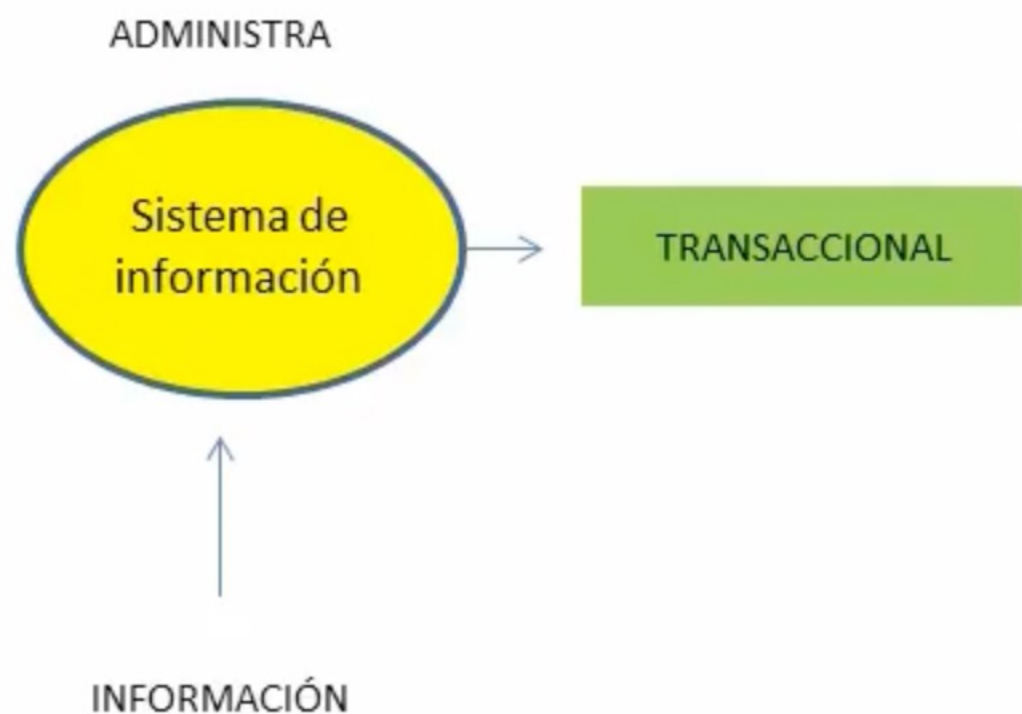 ADMINISTRA
Sistema de
información
TRANSACCIONAL
INFORMACIÓN